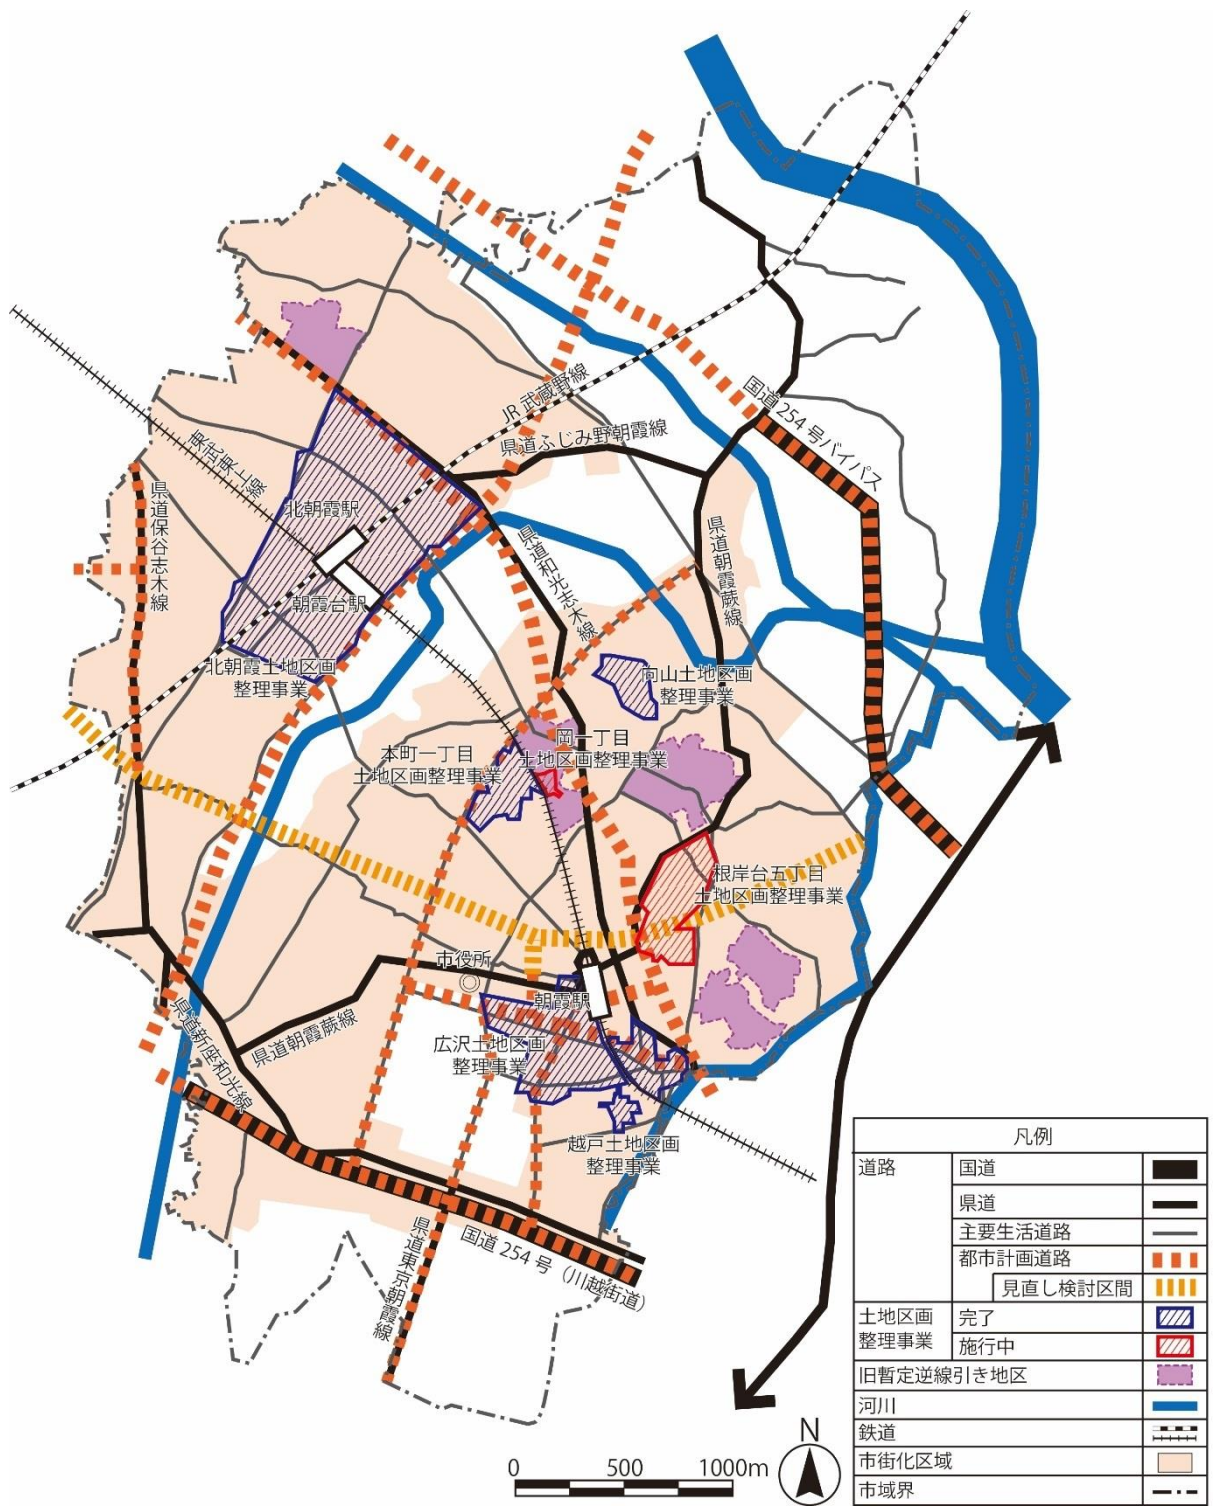 JR 武蔵野線
国道 254 号バイパス
県道ふじみ野朝霞線
東武東上線
県道保谷志木線
北朝霞駅
県道和光志木線
県道朝霞蕨線
朝霞台駅
北朝霞土地区画
整理事業
向山土地区画
整理事業
本町一丁目
土地区画整理事業
岡一丁目
土地区画整理事業
根岸台五丁目
土地区画整理事業
市役所
朝霞駅
県道新座和光線
県道朝霞蕨線
広沢土地区画
整理事業
越戸土地区画
整理事業
国道 254 号（川越街道）
県道東京朝霞線
凡例
道路
国道
県道
主要生活道路
都市計画道路
見直し検討区間
土地区画
整理事業
完了
施行中
旧暫定逆線引き地区
河川
鉄道
市街化区域
市域界
N
0 500 1000m